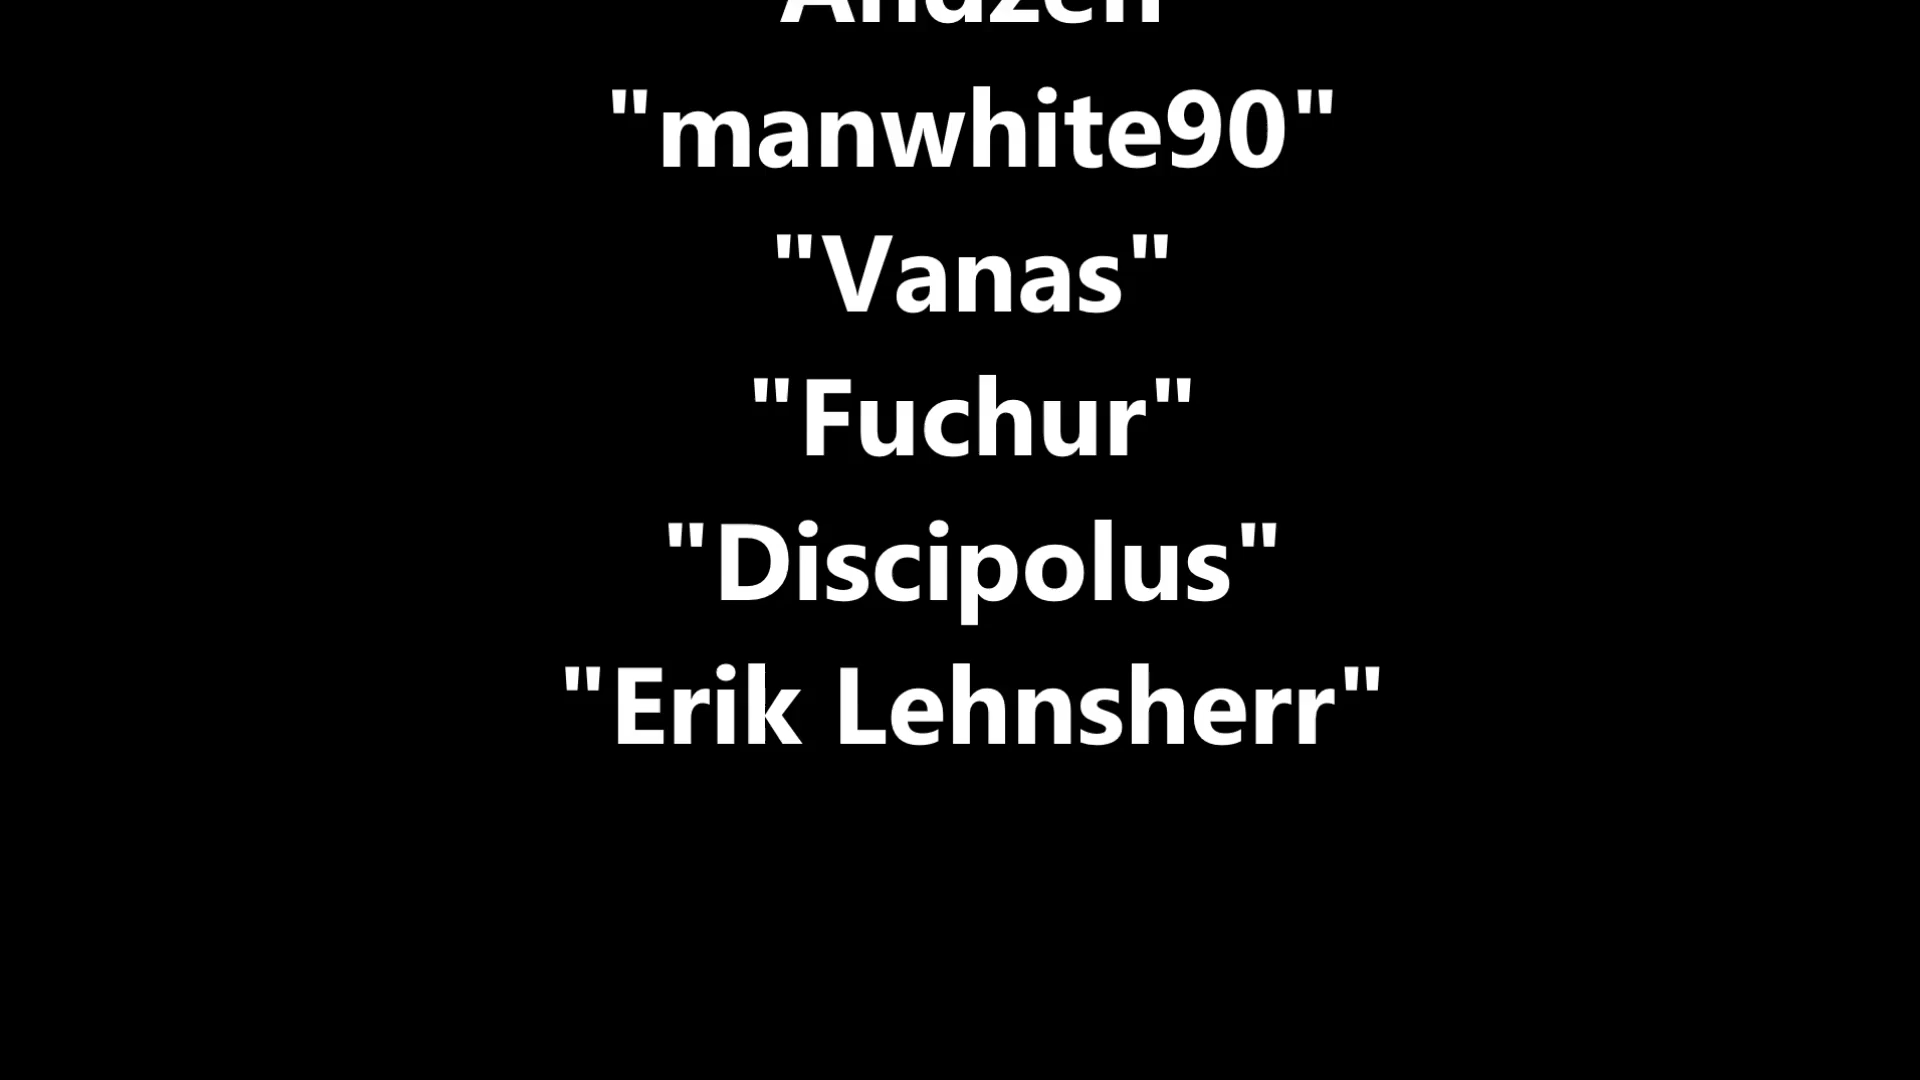 "manwhite90"
"Vanas"
"Fuchur"
"Discipolus"
"Erik Lehnsherr"